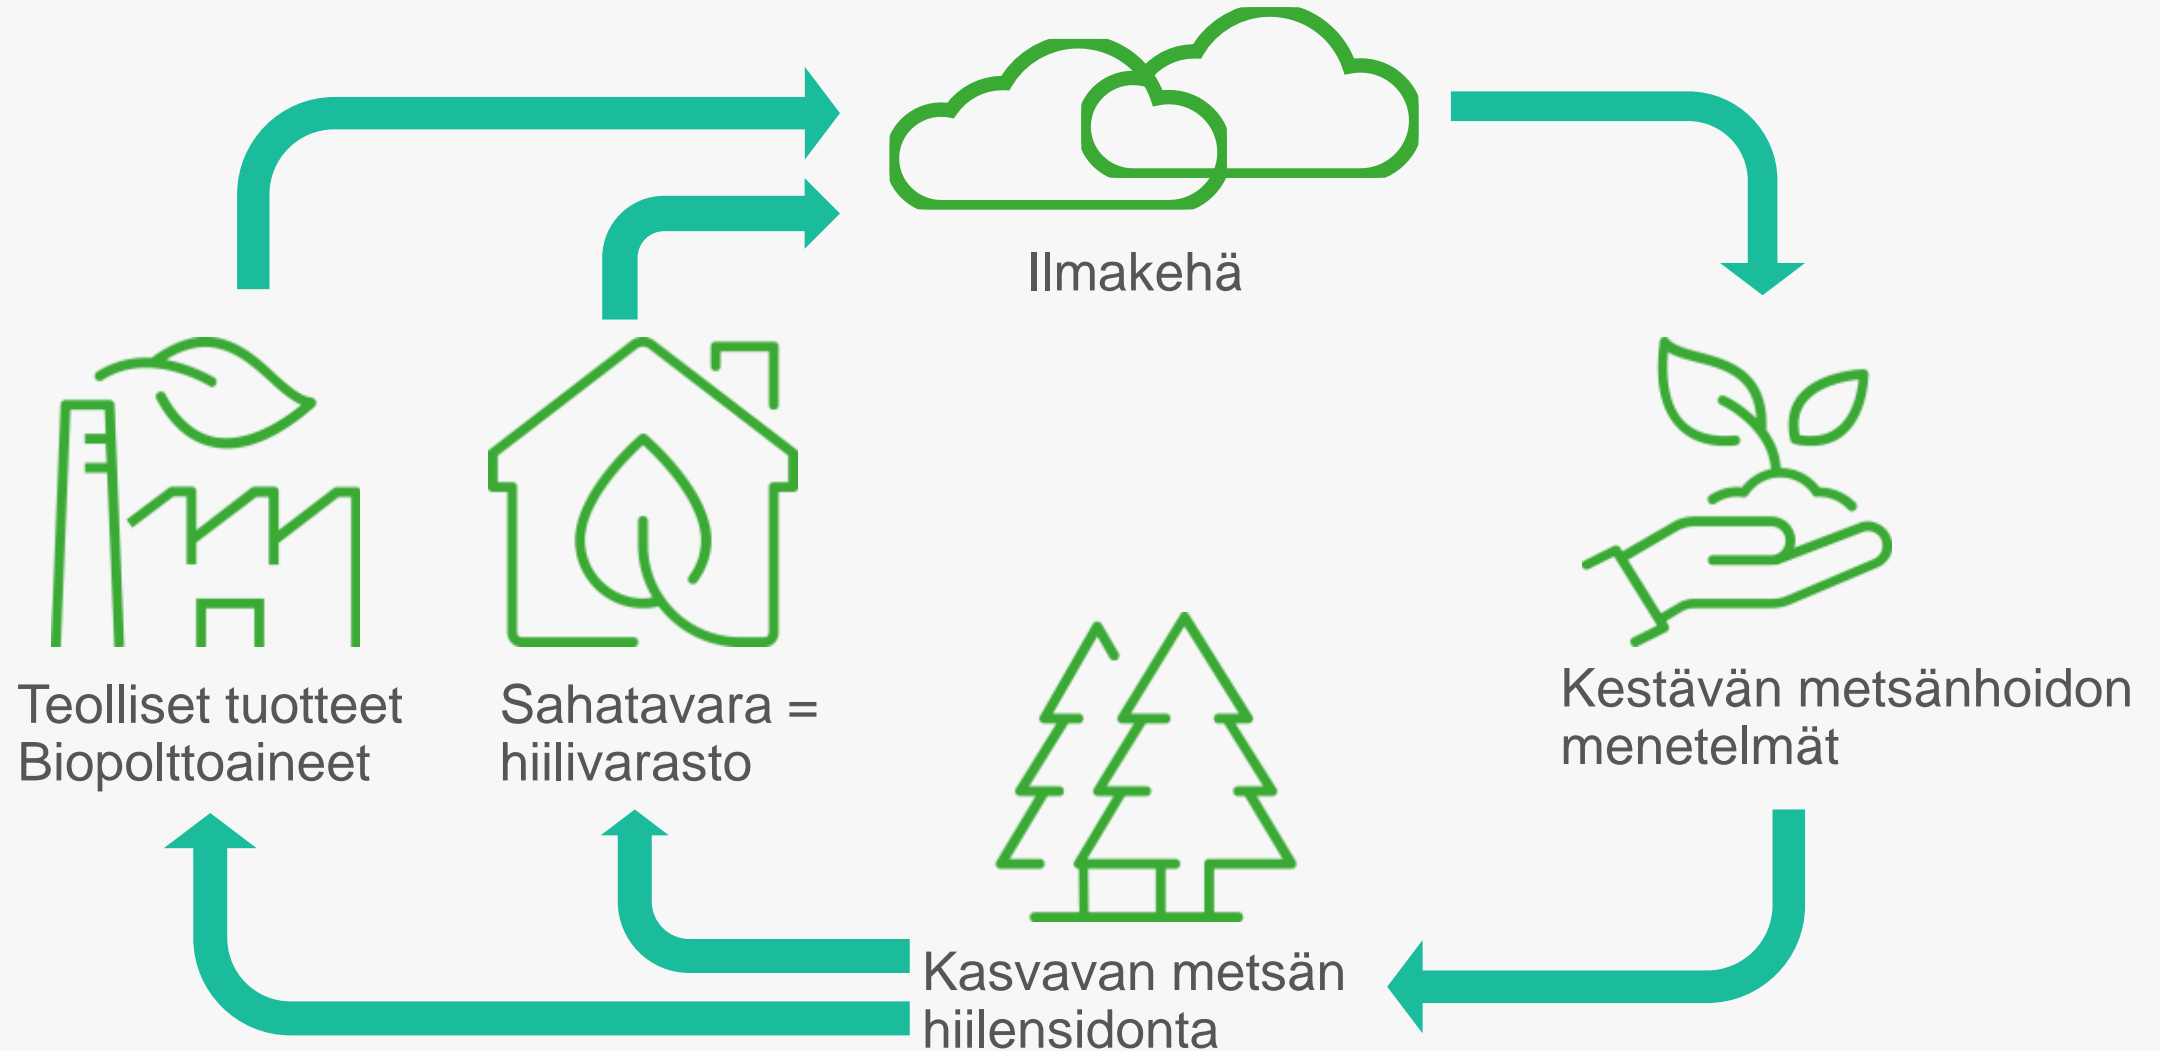 Ilmakehä
Teolliset tuotteet
Biopolttoaineet
Sahatavara =
hiilivarasto
Kestävän metsänhoidon
menetelmät
Kasvavan metsän
hiilensidonta